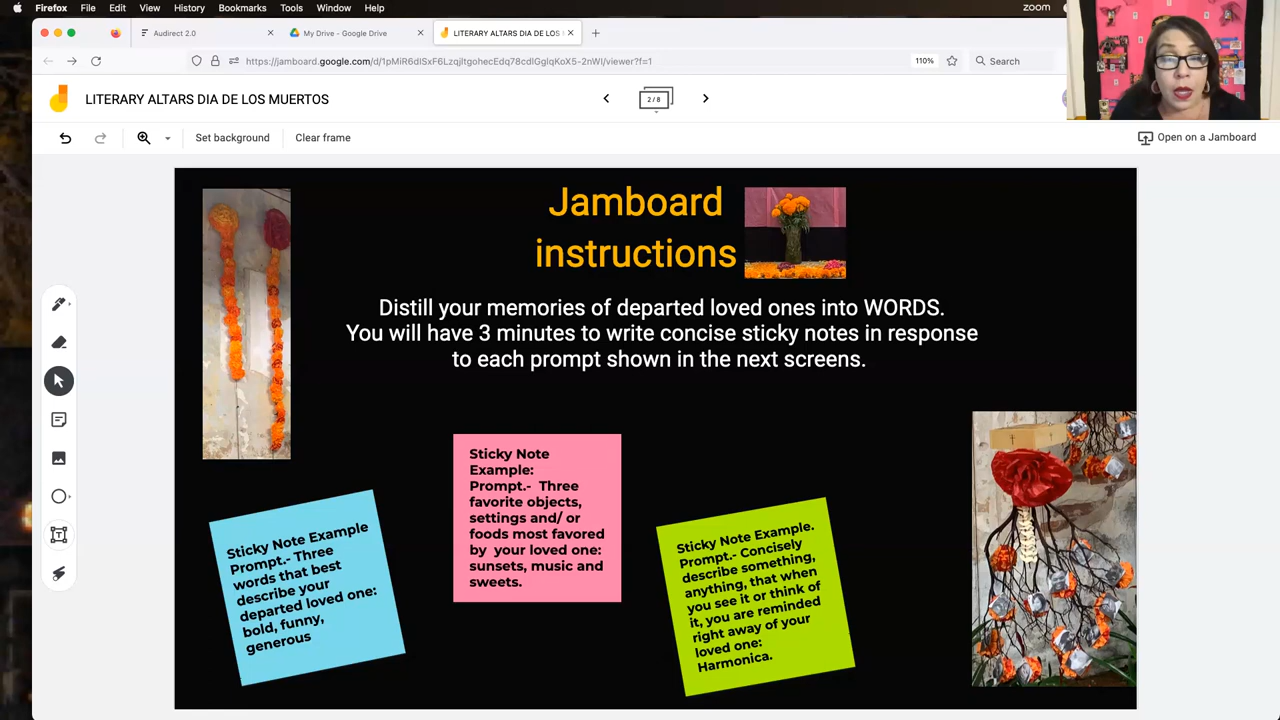 Firefox File Edit View History Bookmarks Tools Window Help
zoom
Audirect 2.0
My Drive - Google Drive
LITERARY ALTARS DIA DE LOS
https://jamboard.google.com/d/1pMiR6dISxF6LzqjltgohecEdq78cdlGglqKoX5-2nWI/viewer?f=1
110%
Search
LITERARY ALTARS DIA DE LOS MUERTOS
2 / 8
Set background
Clear frame
Open on a Jamboard
Jamboard
instructions
Distill your memories of departed loved ones into WORDS.
You will have 3 minutes to write concise sticky notes in response
to each prompt shown in the next screens.
Sticky Note Example
Prompt.- Three
words that best
describe your
departed loved one:
bold, funny,
generous
Sticky Note
Example:
Prompt.- Three
favorite objects,
settings and/ or
foods most favored
by your loved one:
sunsets, music and
sweets.
Sticky Note Example.
Prompt.- Concisely
describe something,
anything, that when
you see it or think of
it, you are reminded
right away of your
loved one:
Harmonica.